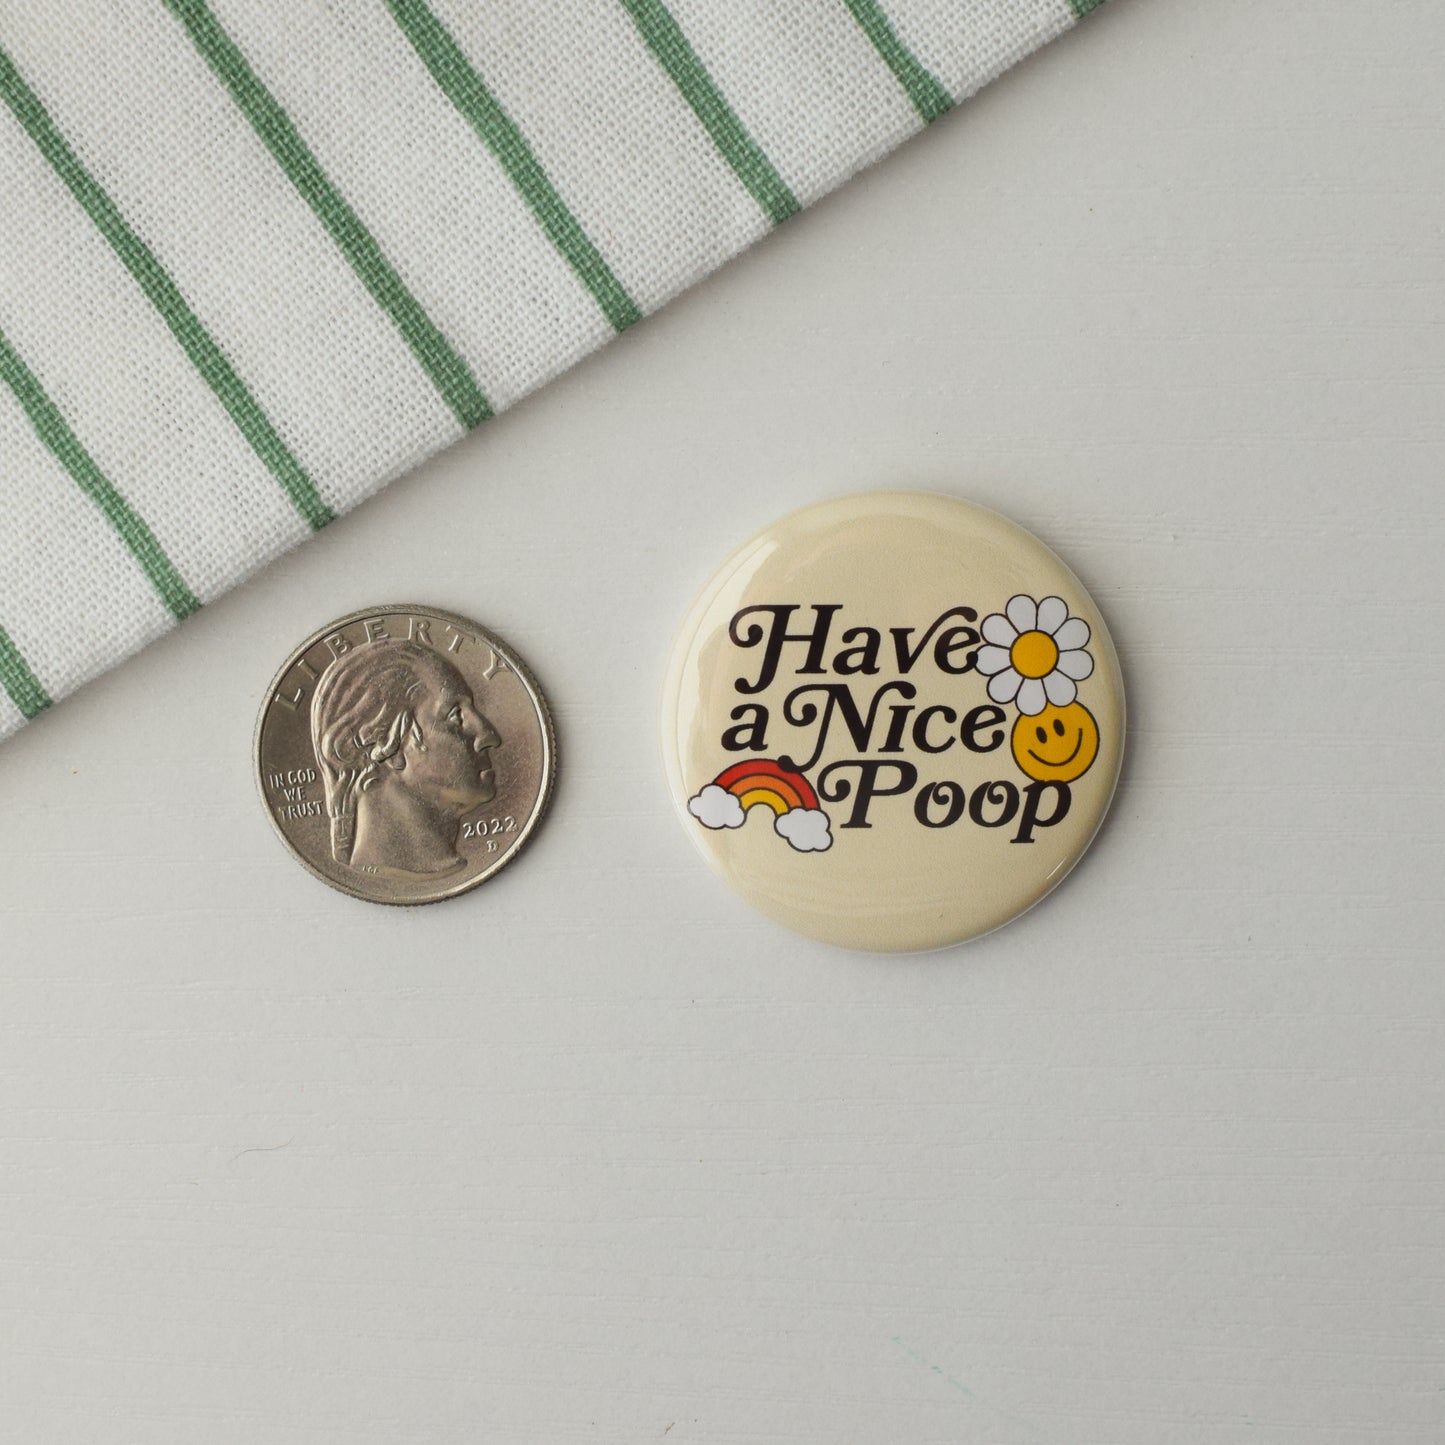 LIBERTY
IN GOD
WE
TRUST
2022
D
Have
a Nice
Poop